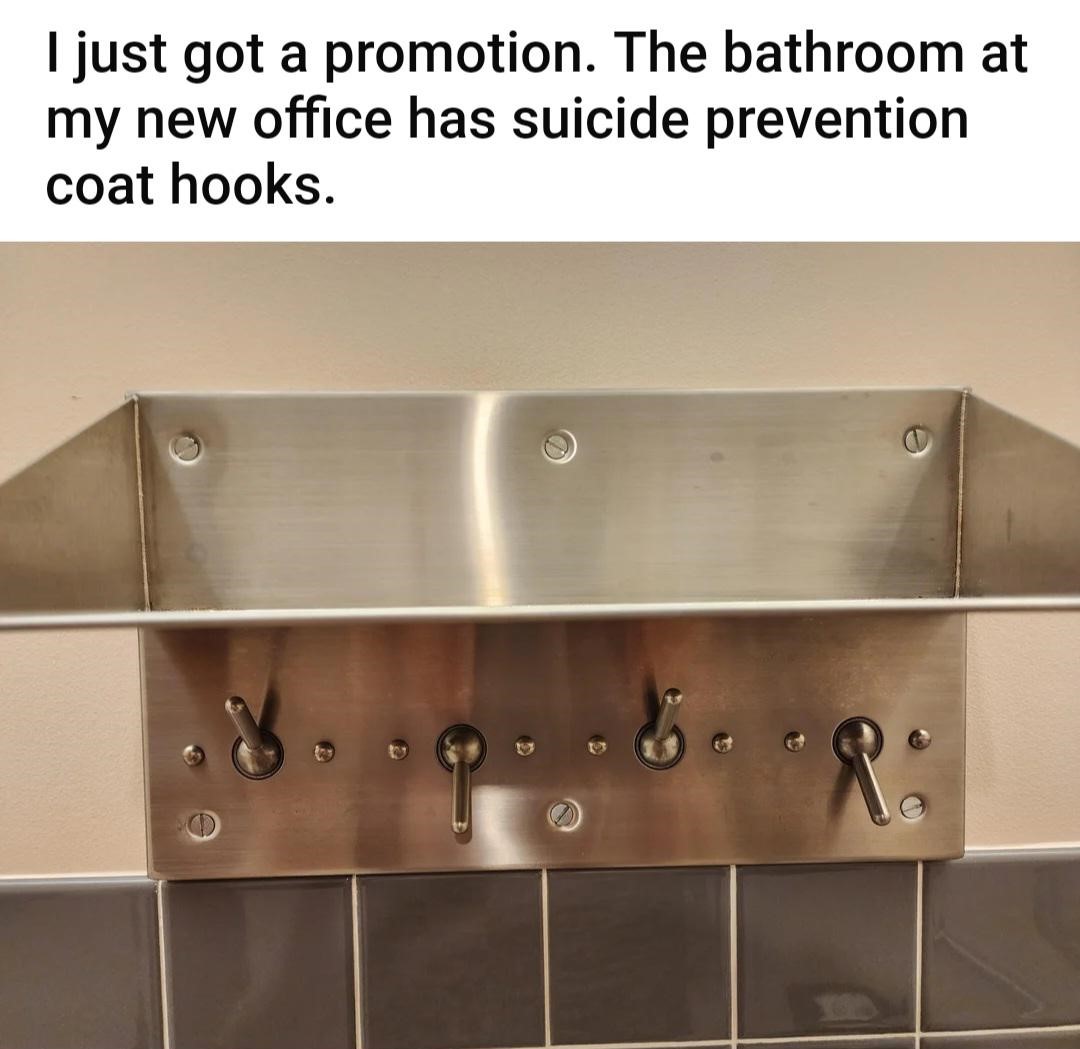 I just got a promotion. The bathroom at
my new office has suicide prevention
coat hooks.